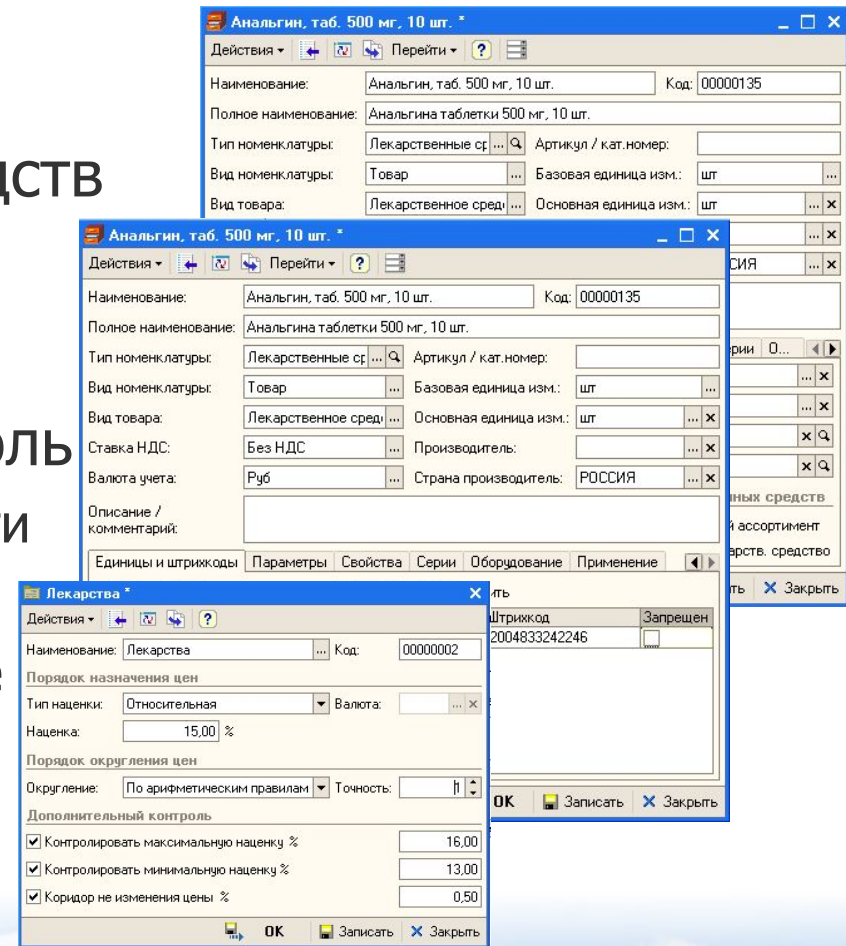 Анальгин, таб. 500 мг, 10 шт. *
Действия Перейти
Наименование: Анальгин, таб. 500 мг, 10 шт. Код: 00000135
Полное наименование: Анальгина таблетки 500 мг, 10 шт.
Тип номенклатуры: Лекарственные ... Артикул / кат.номер:
Вид номенклатуры: Товар ... Базовая единица изм.: шт ...
Вид товара: Лекарственное ... Основная единица изм.: шт ...
...
...
...
...
Анальгин, таб. 500 мг, 10 шт. *
Действия Перейти
Наименование: Анальгин, таб. 500 мг, 10 шт. Код: 00000135
Полное наименование: Анальгина таблетки 500 мг, 10 шт.
Тип номенклатуры: Лекарственные ... Артикул / кат.номер:
Вид номенклатуры: Товар ... Базовая единица изм.: шт ...
Вид товара: Лекарственное ... Основная единица изм.: шт ...
Ставка НДС: Без НДС ... Производитель: ...
Валюта учета: Руб ... Страна производитель: РОССИЯ ...
Описание /
комментарий:
Единицы и штрихкоды Параметры Свойства Серии Оборудование Применение
Штрихкод Запрещен
2004833242246
OK Записать Закрыть
О...
средств
ассортимент
средство
Закрыть
Лекарства *
Действия
Наименование: Лекарства ... Код: 00000002
Порядок назначения цен
Тип наценки: Относительная Валюта: ...
Наценка: 15,00 %
Порядок округления цен
Округление: По арифметическим правилам Точность: 1
Дополнительный контроль
Контролировать максимальную наценку % 16,00
Контролировать минимальную наценку % 13,00
Коридор не изменения цены % 0,50
OK Записать Закрыть